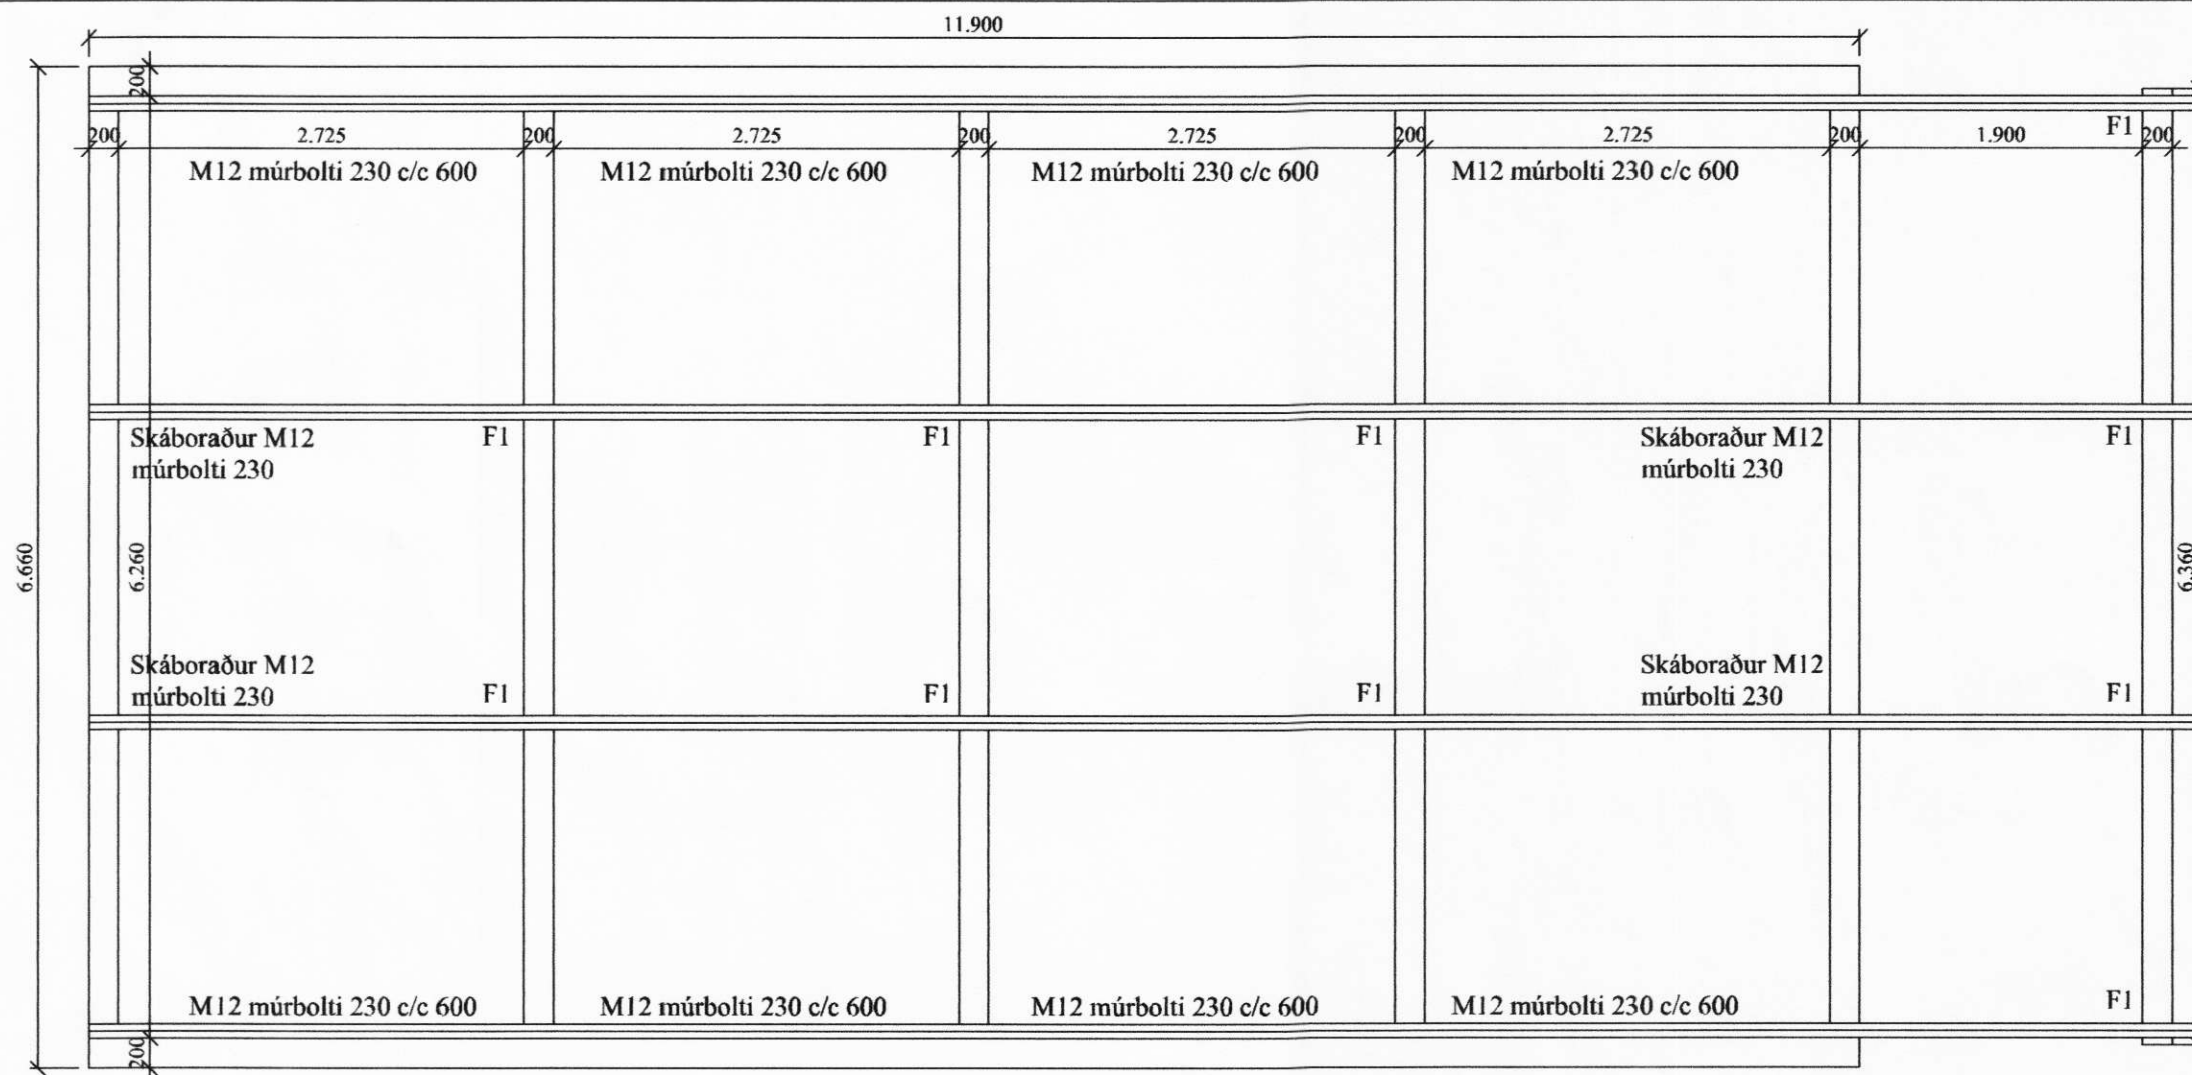 11.900
200
200 2.725 200 2.725 200 2.725 200 2.725 200 1.900 F1 200
M12 múrbolti 230 c/c 600 M12 múrbolti 230 c/c 600 M12 múrbolti 230 c/c 600 M12 múrbolti 230 c/c 600
Skáboraður M12 F1 F1 F1 Skáboraður M12 F1
múrbolti 230 múrbolti 230
6.660 6.260 6.360
Skáboraður M12 Skáboraður M12
múrbolti 230 F1 F1 F1 múrbolti 230 F1
M12 múrbolti 230 c/c 600 M12 múrbolti 230 c/c 600 M12 múrbolti 230 c/c 600 M12 múrbolti 230 c/c 600 F1
200